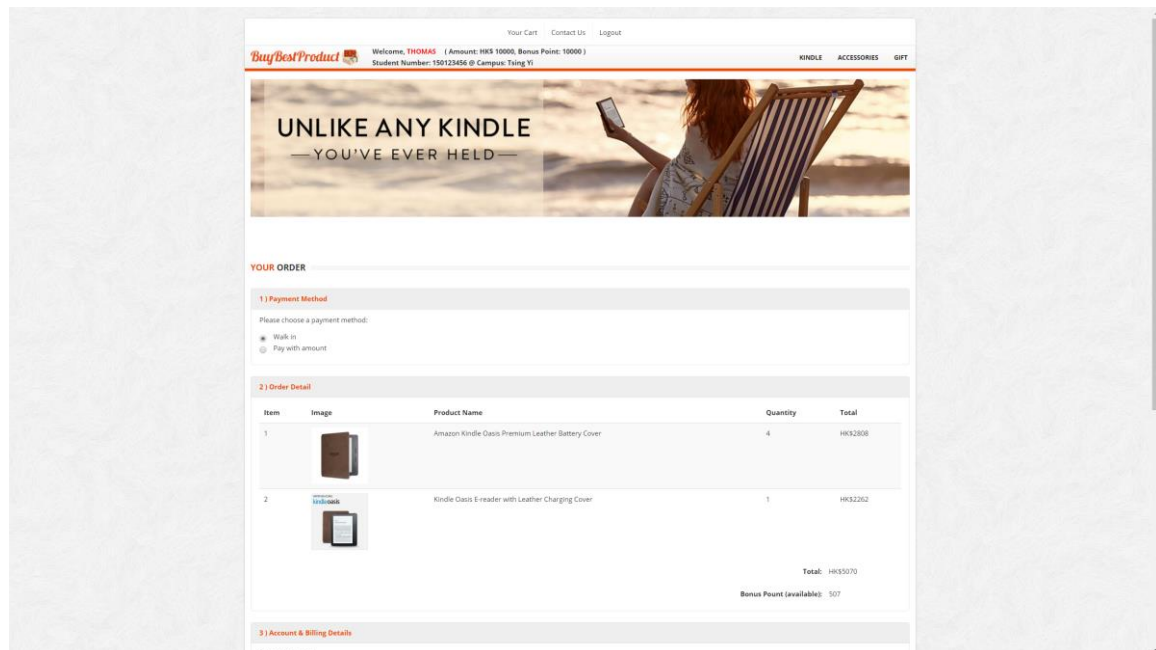 Your Cart Contact Us Logout
BuyBestProduct
Welcome, THOMAS ( Amount: HK$ 10000, Bonus Point: 10000 )
Student Number: 150123456 @ Campus: Tsing Yi
KINDLE ACCESSORIES GIFT
UNLIKE ANY KINDLE
—YOU'VE EVER HELD—
YOUR ORDER
1 ) Payment Method
Please choose a payment method:
Walk in
Pay with amount
2 ) Order Detail
Item Image Product Name Quantity Total
1 Amazon Kindle Oasis Premium Leather Battery Cover 4 HK$2808
2 Kindle Oasis E-reader with Leather Charging Cover 1 HK$2262
kindleoasis
Total: HK$5070
Bonus Pount (available): 507
3 ) Account & Billing Details